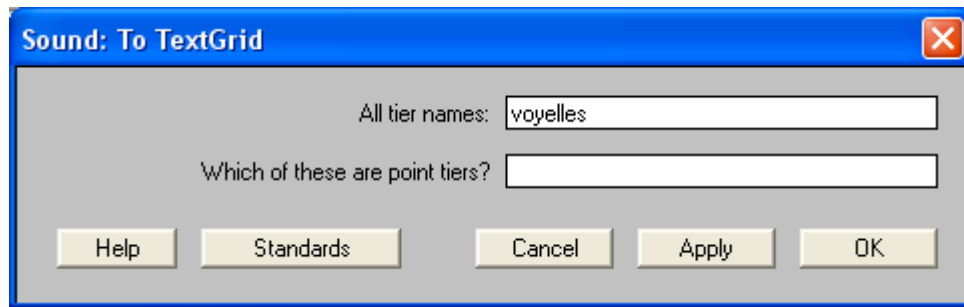 Sound: To TextGrid
All tier names: voyelles
Which of these are point tiers?
Help Standards Cancel Apply OK